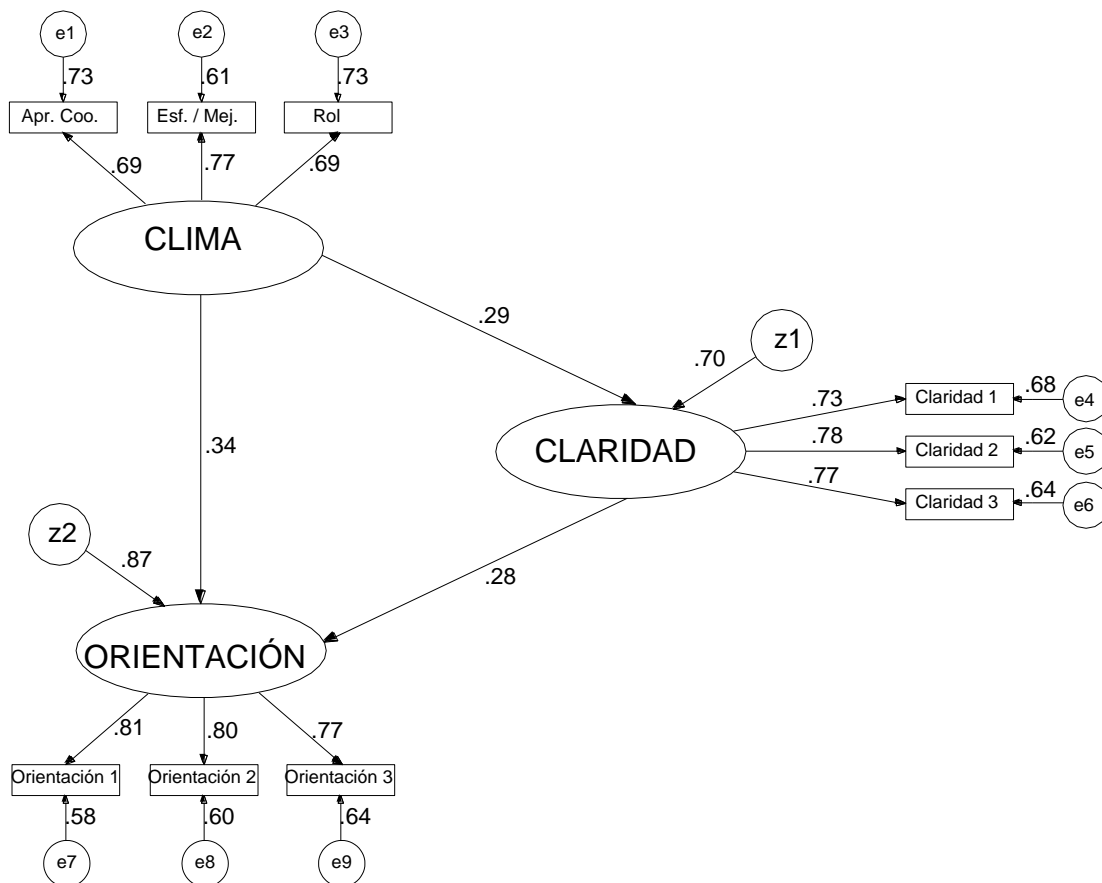 e1
e2
e3
.73
.61
.73
Apr. Coo.
Esf. / Mej.
Rol
.69
.77
.69
CLIMA
.29
z1
.70
.34
CLARIDAD
.73
Claridad 1
.68
e4
.78
Claridad 2
.62
e5
.77
Claridad 3
.64
e6
z2
.87
.28
ORIENTACIÓN
.81
.80
.77
Orientación 1
Orientación 2
Orientación 3
.58
.60
.64
e7
e8
e9